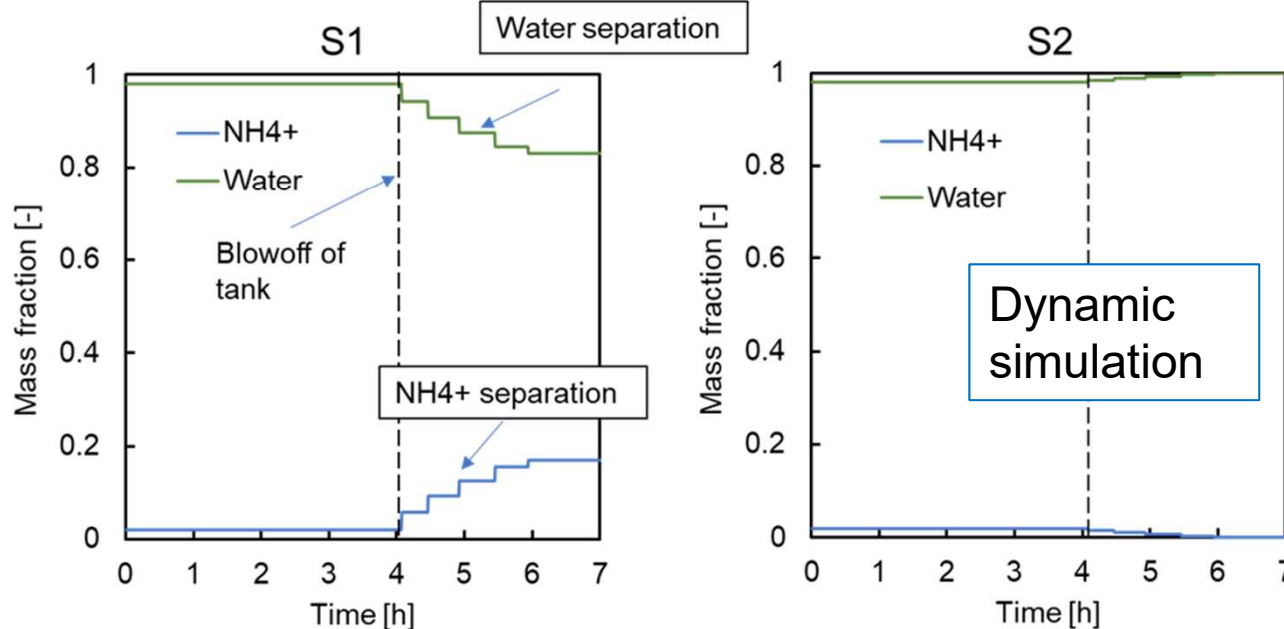 Water separation
S1
1
0.8
0.6
0.4
0.2
0
Mass fraction [-]
NH4+
Water
Blowoff of
tank
NH4+ separation
0 1 2 3 4 5 6 7
Time [h]
S2
1
0.8
0.6
0.4
0.2
0
Mass fraction [-]
NH4+
Water
Dynamic
simulation
0 1 2 3 4 5 6 7
Time [h]